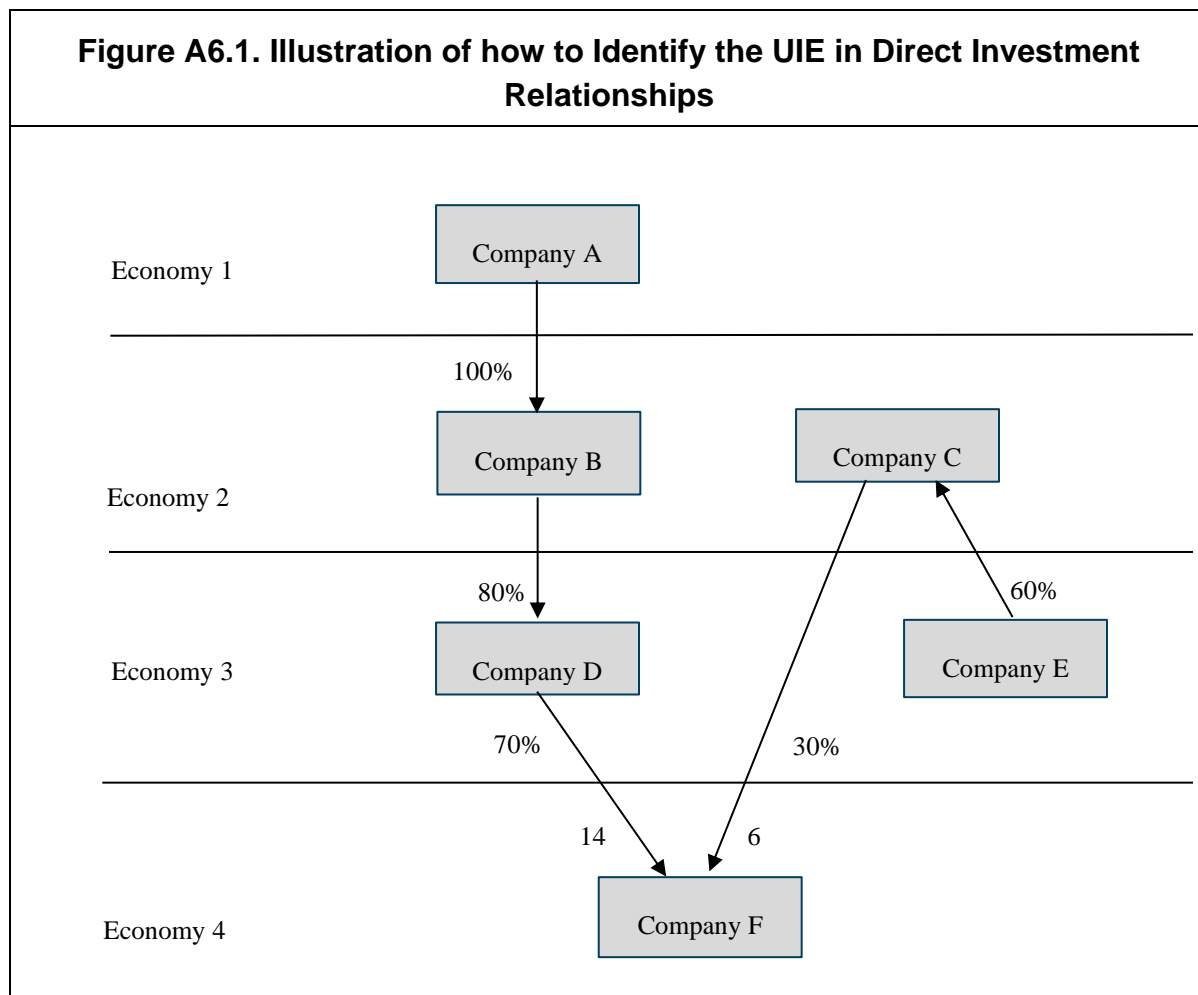 Figure A6.1. Illustration of how to Identify the UIE in Direct Investment
Relationships
Company A
Economy 1
100%
Company B
Company C
Economy 2
80%
60%
Economy 3
Company D
Company E
70%
30%
14
6
Economy 4
Company F